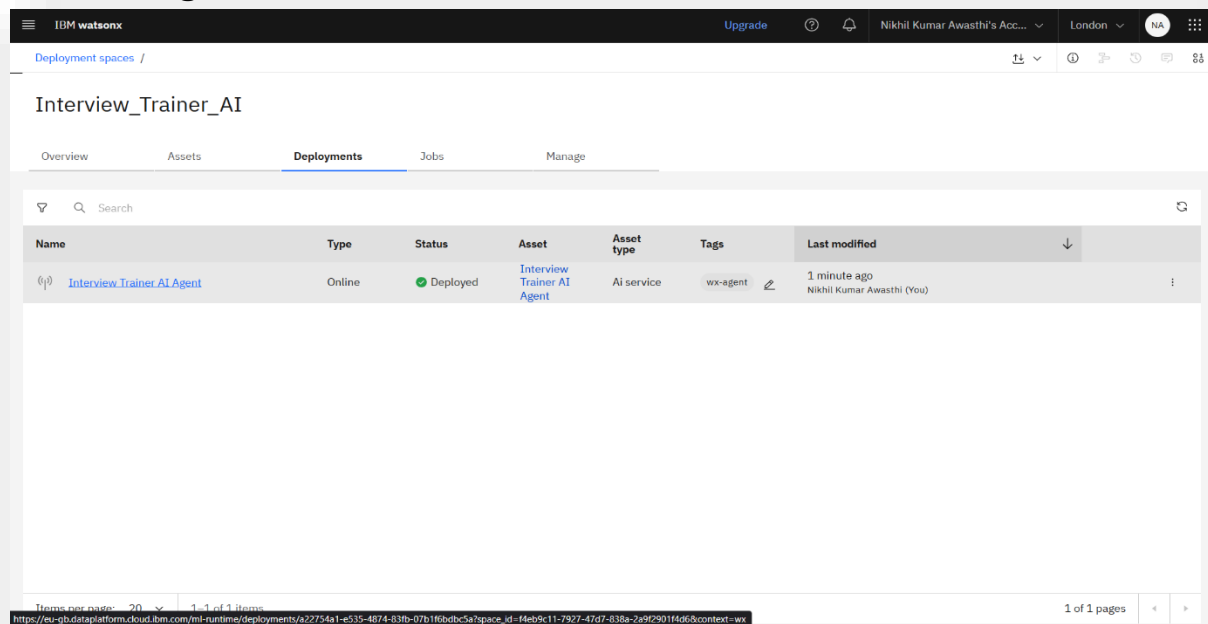 IBM watsonx
Upgrade
Nikhil Kumar Awasthi's Acc...
London
NA
Deployment spaces /
Interview_Trainer_AI
Overview Assets Deployments Jobs Manage
Search
Name Type Status Asset Asset type Tags Last modified
Interview Trainer AI Agent Online Deployed Interview Trainer AI Agent Ai service wx-agent 1 minute ago
Nikhil Kumar Awasthi (You)
Items per page: 20 1–1 of 1 items 1 of 1 pages
https://eu-gb.dataplatform.cloud.ibm.com/ml-runtime/deployments/a22754a1-e535-4874-83fb-07b1f6bdbc5a?space_id=f4eb9c11-7927-47d7-838a-2a9f2901f4d6&context=wx